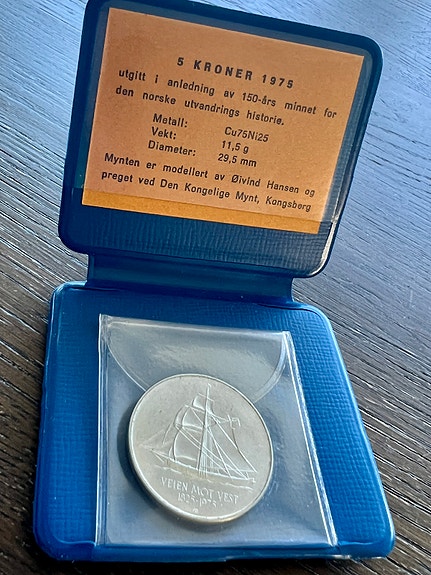 5 KRONER 1975
utgitt i anledning av 150-års minnet for
den norske utvandrings historie.
Metall: Cu75Ni25
Vekt: 11,5 g
Diameter: 29,5 mm
Mynten er modellert av Øivind Hansen og
preget ved Den Kongelige Mynt, Kongsberg
VEIEN MOT VEST
1825-1975